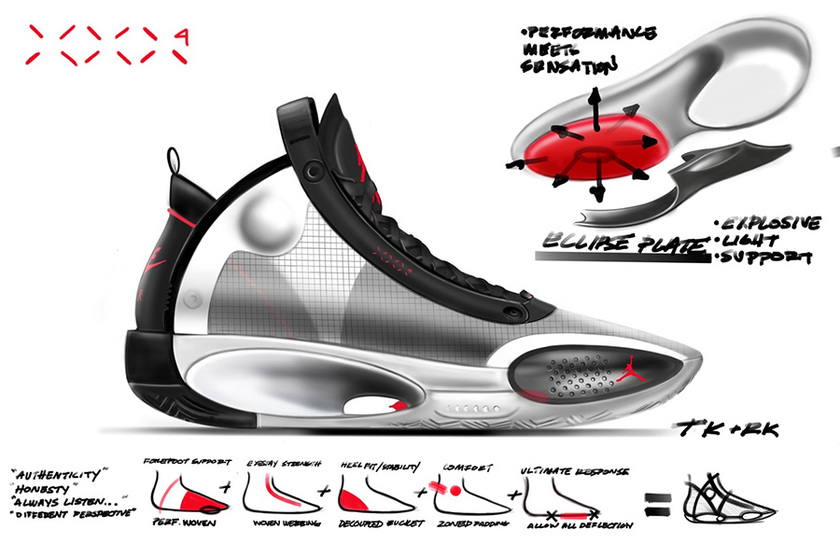 •PERFORMANCE
MEETS
SENSATION
ECLIPSE PLATE
•EXPLOSIVE
•LIGHT
•SUPPORT
TK+RK
"AUTHENTICITY"
"HONESTY"
"ALWAYS LISTEN..."
"DIFFERENT PERSPECTIVE"
FOREFOOT SUPPORT
PERF. WOVEN
+
EYESTAY STRENGTH
WOVEN WEBBING
+
HEEL FIT/STABILITY
DECOUPLED BUCKET
+
COMFORT
ZONED PADDING
+
ULTIMATE RESPONSE
ALLOW ALL DEFLECTION
=